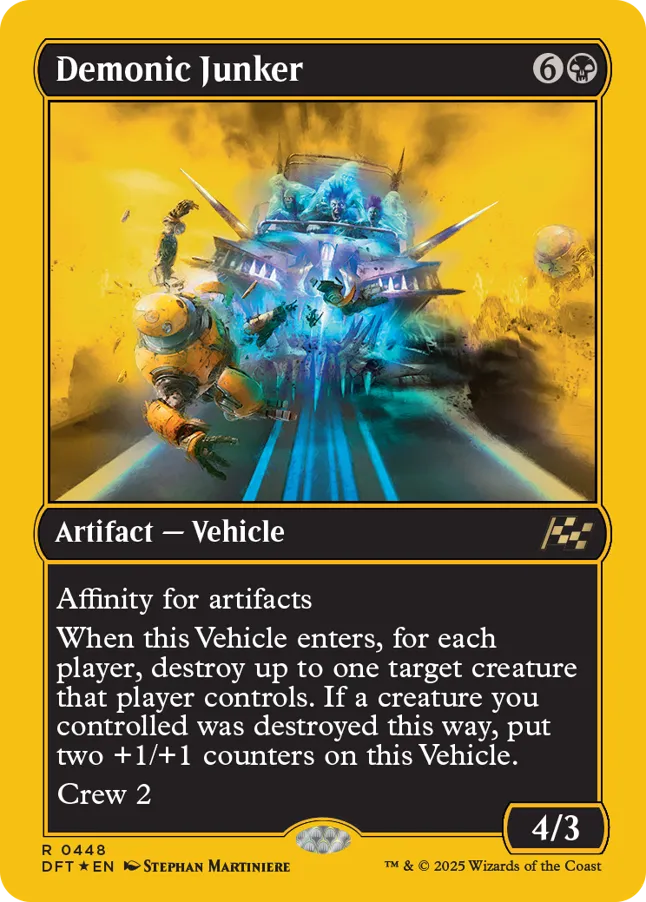 Demonic Junker 6
Artifact — Vehicle
Affinity for artifacts
When this Vehicle enters, for each
player, destroy up to one target creature
that player controls. If a creature you
controlled was destroyed this way, put
two +1/+1 counters on this Vehicle.
Crew 2
4/3
R 0448
DFT★EN STEPHAN MARTINIERE
™ & © 2025 Wizards of the Coast